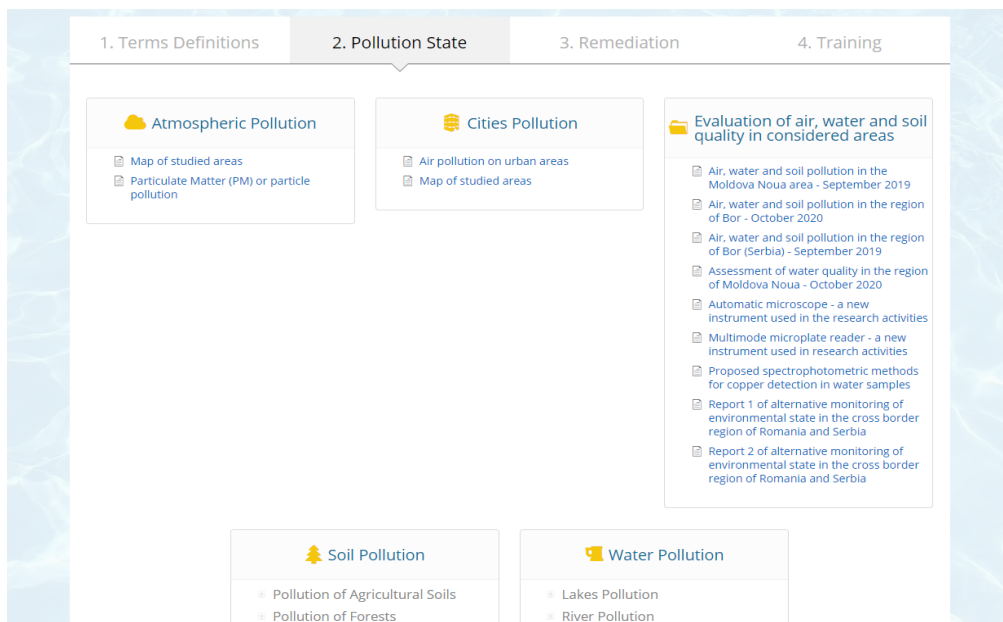 1. Terms Definitions
2. Pollution State
3. Remediation
4. Training
Atmospheric Pollution
Map of studied areas
Particulate Matter (PM) or particle
pollution
Cities Pollution
Air pollution on urban areas
Map of studied areas
Evaluation of air, water and soil
quality in considered areas
Air, water and soil pollution in the
Moldova Noua area - September 2019
Air, water and soil pollution in the region
of Bor - October 2020
Air, water and soil pollution in the region
of Bor (Serbia) - September 2019
Assessment of water quality in the region
of Moldova Noua - October 2020
Automatic microscope - a new
instrument used in the research activities
Multimode microplate reader - a new
instrument used in research activities
Proposed spectrophotometric methods
for copper detection in water samples
Report 1 of alternative monitoring of
environmental state in the cross border
region of Romania and Serbia
Report 2 of alternative monitoring of
environmental state in the cross border
region of Romania and Serbia
Soil Pollution
Pollution of Agricultural Soils
Pollution of Forests
Water Pollution
Lakes Pollution
River Pollution